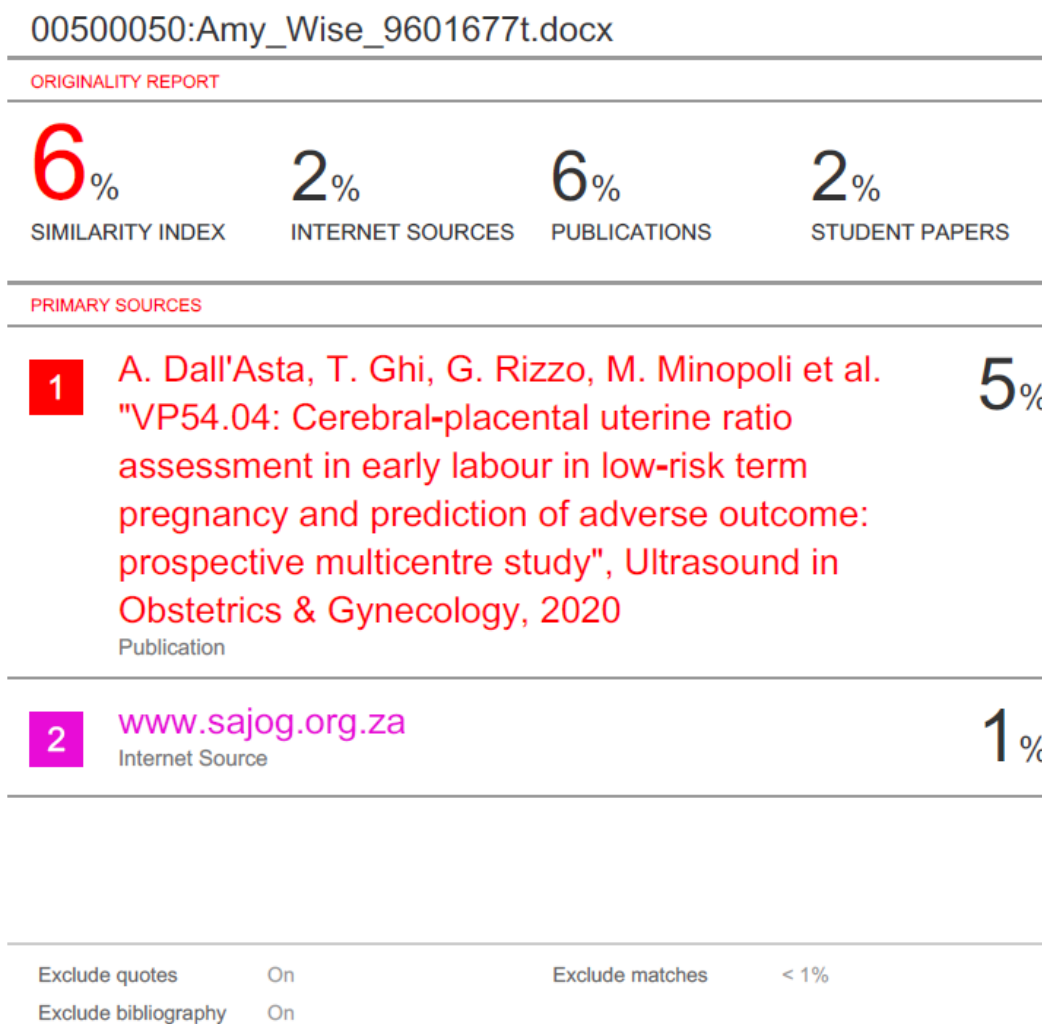 00500050:Amy_Wise_9601677t.docx
ORIGINALITY REPORT
6% 2% 6% 2%
SIMILARITY INDEX INTERNET SOURCES PUBLICATIONS STUDENT PAPERS
PRIMARY SOURCES
1 A. Dall'Asta, T. Ghi, G. Rizzo, M. Minopoli et al. 5%
"VP54.04: Cerebral-placental uterine ratio
assessment in early labour in low-risk term
pregnancy and prediction of adverse outcome:
prospective multicentre study", Ultrasound in
Obstetrics & Gynecology, 2020
Publication
2 www.sajog.org.za 1%
Internet Source
Exclude quotes On Exclude matches < 1%
Exclude bibliography On